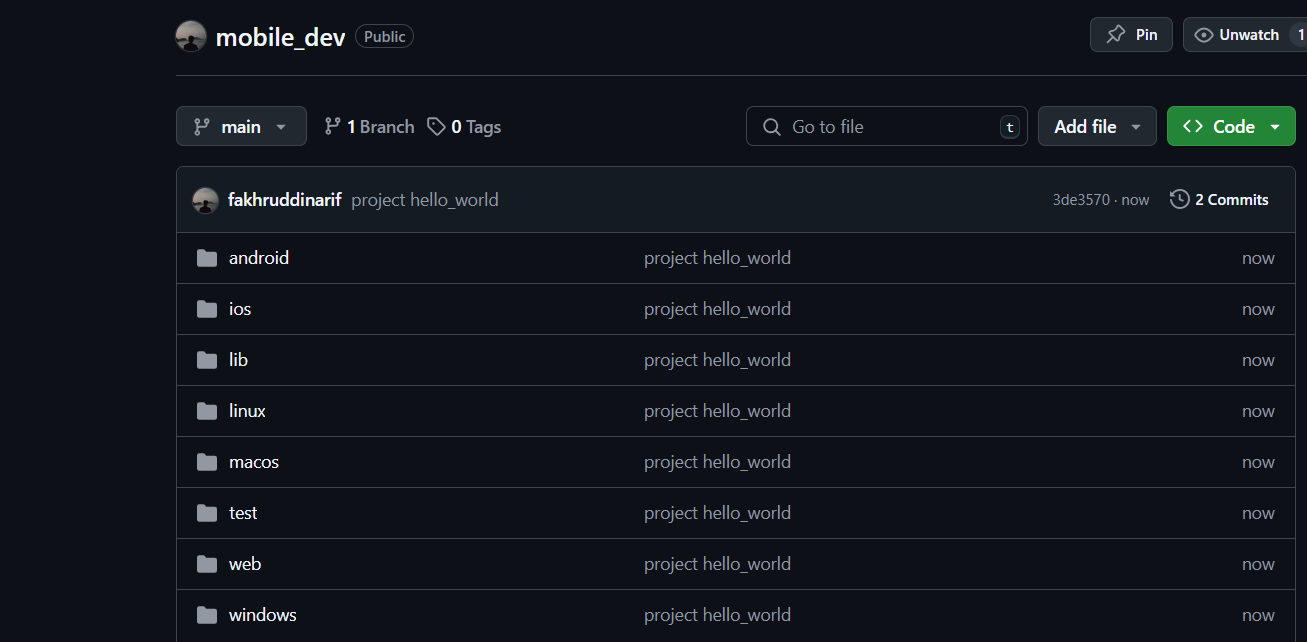 mobile_dev Public Pin Unwatch 1
main 1 Branch 0 Tags Go to file t Add file Code
fakhruddinarif project hello_world 3de3570 · now 2 Commits
android project hello_world now
ios project hello_world now
lib project hello_world now
linux project hello_world now
macos project hello_world now
test project hello_world now
web project hello_world now
windows project hello_world now